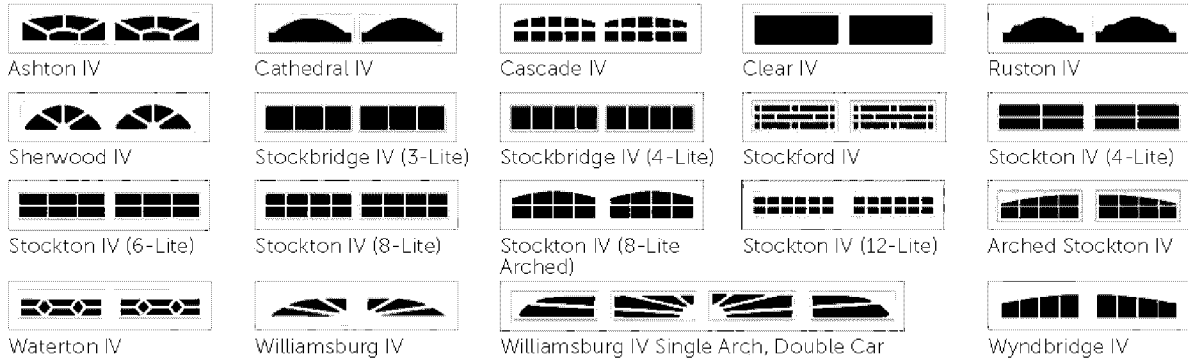 Ashton IV
Cathedral IV
Cascade IV
Clear IV
Ruston IV
Sherwood IV
Stockbridge IV (3-Lite)
Stockbridge IV (4-Lite)
Stockford IV
Stockton IV (4-Lite)
Stockton IV (6-Lite)
Stockton IV (8-Lite)
Stockton IV (8-Lite
Arched)
Stockton IV (12-Lite)
Arched Stockton IV
Waterton IV
Williamsburg IV
Williamsburg IV Single Arch, Double Car
Wyndbridge IV